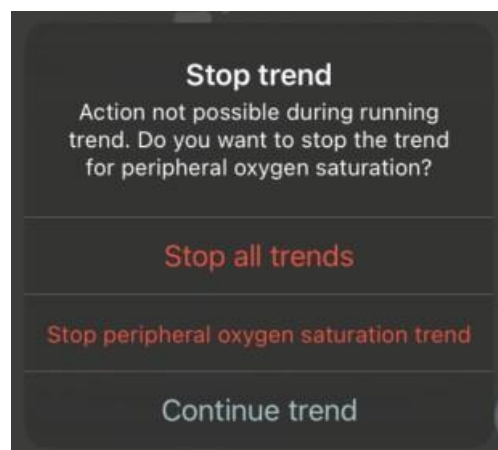 Stop trend
Action not possible during running
trend. Do you want to stop the trend
for peripheral oxygen saturation?
Stop all trends
Stop peripheral oxygen saturation trend
Continue trend